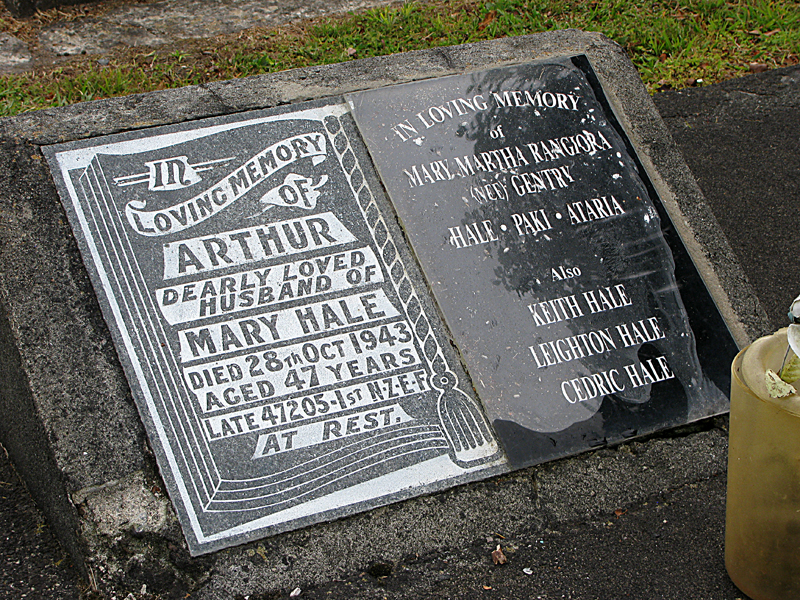 IN
LOVING MEMORY
OF
ARTHUR
DEARLY LOVED
HUSBAND OF
MARY HALE
DIED 28TH OCT 1943
AGED 47 YEARS
LATE 47205-1ST N·Z·E·F·
AT REST.
IN LOVING MEMORY
of
MARY MARTHA RANGIORA
(NEE) GENTRY
HALE • PAKI • ATARIA
Also
KEITH HALE
LEIGHTON HALE
CEDRIC HALE